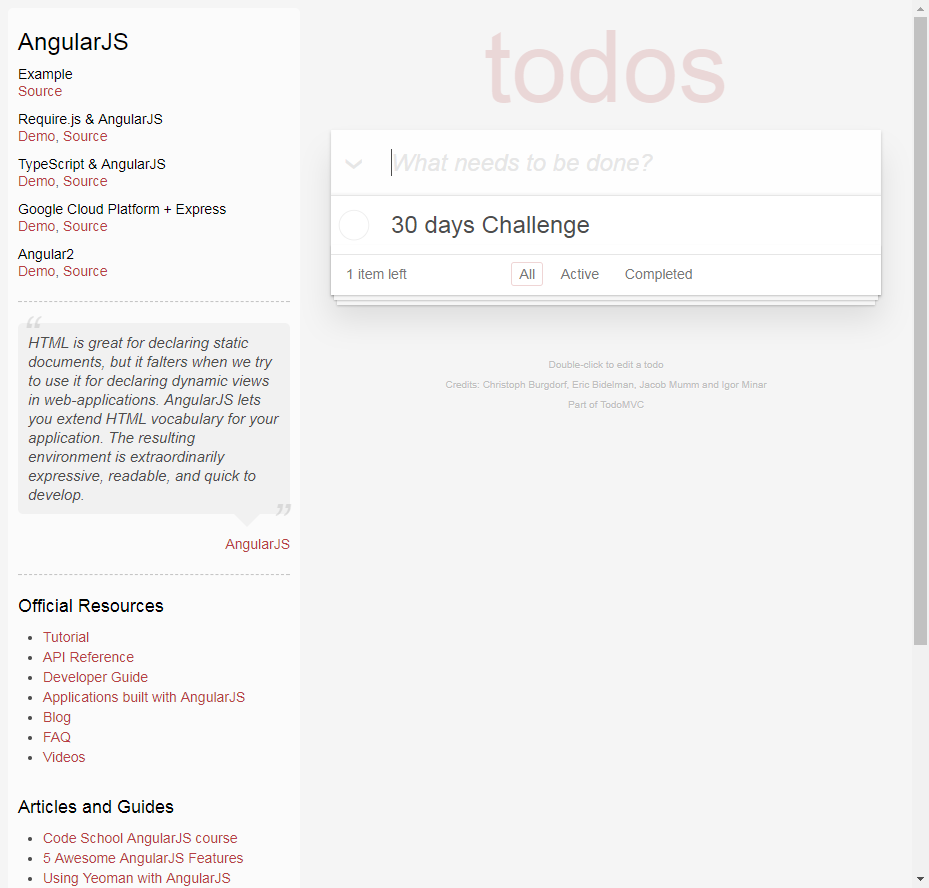 AngularJS
Example
Source
Require.js & AngularJS
Demo, Source
TypeScript & AngularJS
Demo, Source
Google Cloud Platform + Express
Demo, Source
Angular2
Demo, Source
“
HTML is great for declaring static
documents, but it falters when we try
to use it for declaring dynamic views
in web-applications. AngularJS lets
you extend HTML vocabulary for your
application. The resulting
environment is extraordinarily
expressive, readable, and quick to
develop.
”
AngularJS
Official Resources
• Tutorial
• API Reference
• Developer Guide
• Applications built with AngularJS
• Blog
• FAQ
• Videos
Articles and Guides
• Code School AngularJS course
• 5 Awesome AngularJS Features
• Using Yeoman with AngularJS
todos
What needs to be done?
30 days Challenge
1 item left All Active Completed
Double-click to edit a todo
Credits: Christoph Burgdorf, Eric Bidelman, Jacob Mumm and Igor Minar
Part of TodoMVC